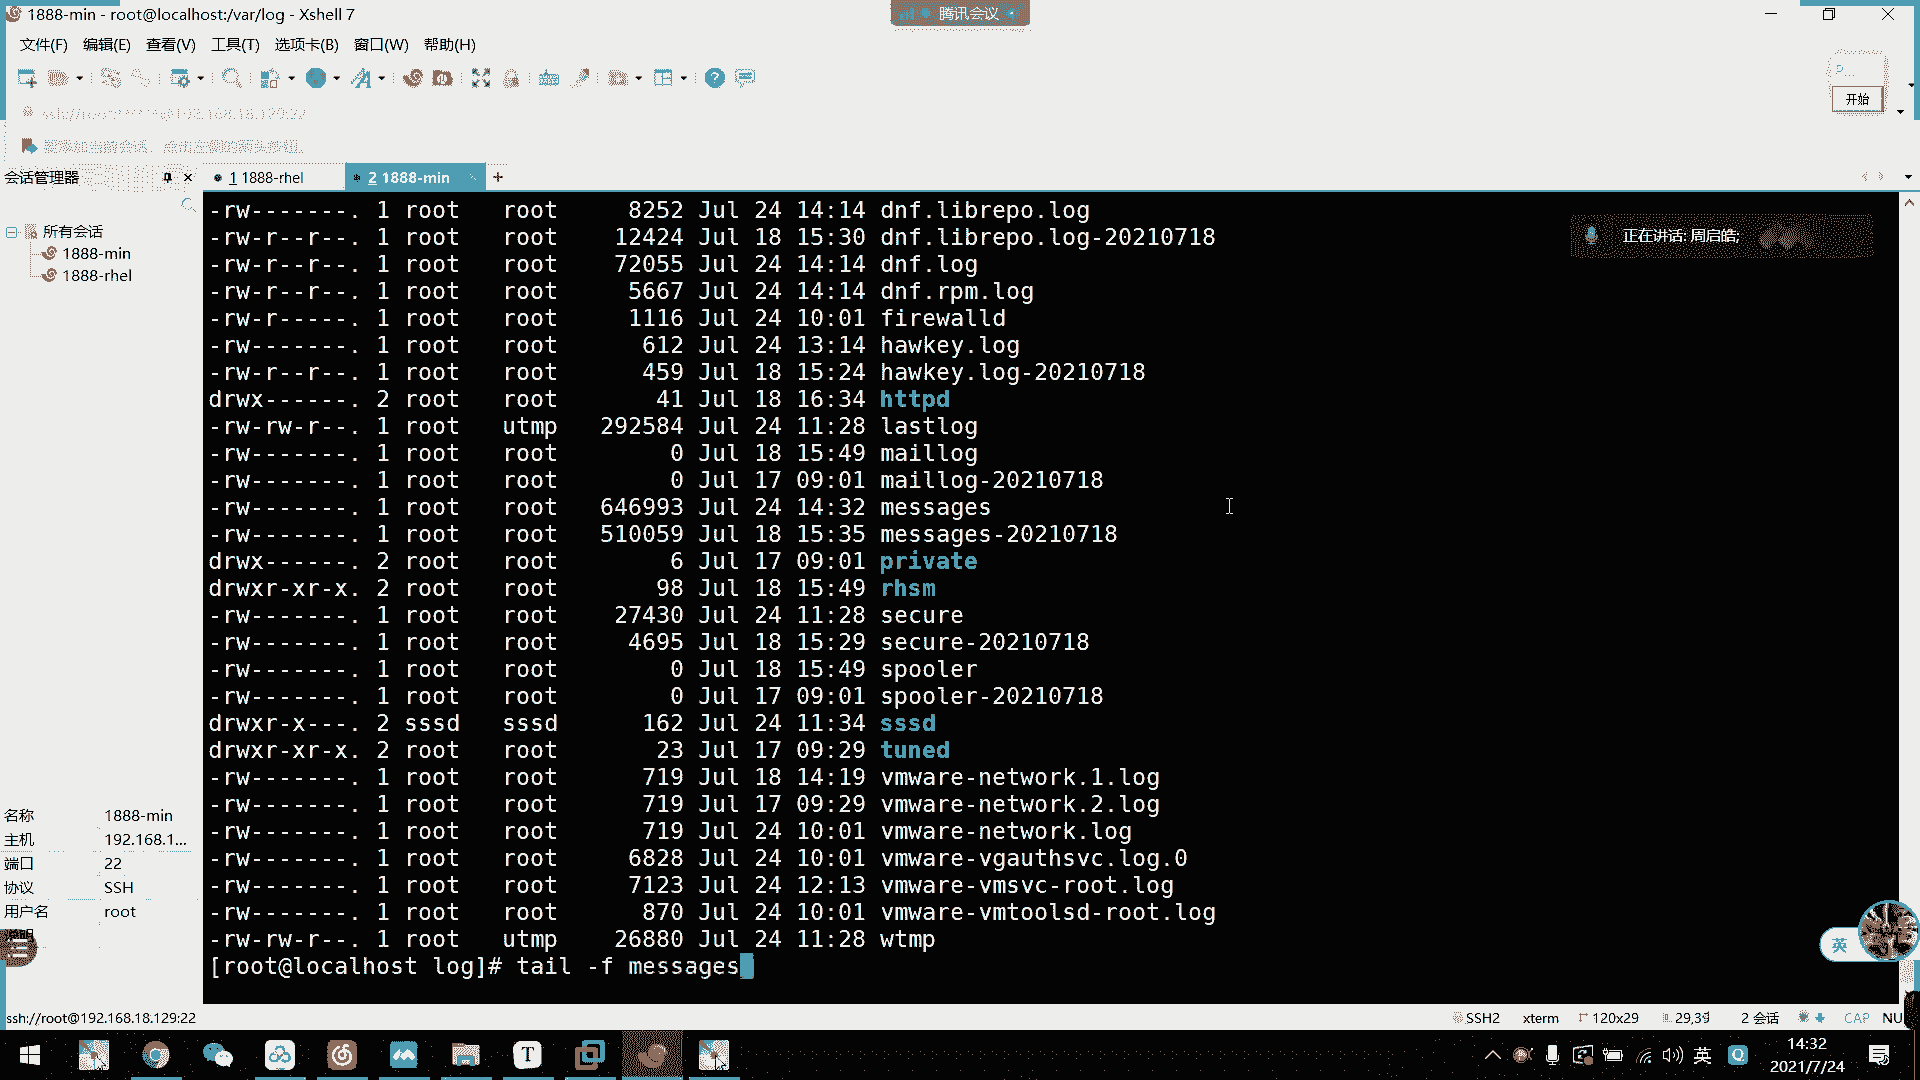 1888-min - root@localhost:/var/log - Xshell 7
腾讯会议
文件(F) 编辑(E) 查看(V) 工具(T) 选项卡(B) 窗口(W) 帮助(H)
开始
会话管理器
1 1888-rhel
2 1888-min
所有会话
1888-min
1888-rhel
正在讲话: 周启皓;
-rw-------. 1 root root 8252 Jul 24 14:14 dnf.librepo.log
-rw-r--r--. 1 root root 12424 Jul 18 15:30 dnf.librepo.log-20210718
-rw-r--r--. 1 root root 72055 Jul 24 14:14 dnf.log
-rw-r--r--. 1 root root 5667 Jul 24 14:14 dnf.rpm.log
-rw-r-----. 1 root root 1116 Jul 24 10:01 firewalld
-rw-------. 1 root root 612 Jul 24 13:14 hawkey.log
-rw-r--r--. 1 root root 459 Jul 18 15:24 hawkey.log-20210718
drwx------. 2 root root 41 Jul 18 16:34 httpd
-rw-rw-r--. 1 root utmp 292584 Jul 24 11:28 lastlog
-rw-------. 1 root root 0 Jul 18 15:49 maillog
-rw-------. 1 root root 0 Jul 17 09:01 maillog-20210718
-rw-------. 1 root root 646993 Jul 24 14:32 messages
-rw-------. 1 root root 510059 Jul 18 15:35 messages-20210718
drwx------. 2 root root 6 Jul 17 09:01 private
drwxr-xr-x. 2 root root 98 Jul 18 15:49 rhsm
-rw-------. 1 root root 27430 Jul 24 11:28 secure
-rw-------. 1 root root 4695 Jul 18 15:29 secure-20210718
-rw-------. 1 root root 0 Jul 18 15:49 spooler
-rw-------. 1 root root 0 Jul 17 09:01 spooler-20210718
drwxr-x---. 2 sssd sssd 162 Jul 24 11:34 sssd
drwxr-xr-x. 2 root root 23 Jul 17 09:29 tuned
-rw-------. 1 root root 719 Jul 18 14:19 vmware-network.1.log
-rw-------. 1 root root 719 Jul 17 09:29 vmware-network.2.log
-rw-------. 1 root root 719 Jul 24 10:01 vmware-network.log
-rw-------. 1 root root 6828 Jul 24 10:01 vmware-vgauthsvc.log.0
-rw-------. 1 root root 7123 Jul 24 12:13 vmware-vmsvc-root.log
-rw-------. 1 root root 870 Jul 24 10:01 vmware-vmtoolsd-root.log
-rw-rw-r--. 1 root utmp 26880 Jul 24 11:28 wtmp
[root@localhost log]# tail -f messages
名称 1888-min
主机 192.168.1...
端口 22
协议 SSH
用户名 root
说明
英
ssh://root@192.168.18.129:22
SSH2 xterm 120x29 29,39 2 会话 CAP NU
英
14:32
2021/7/24